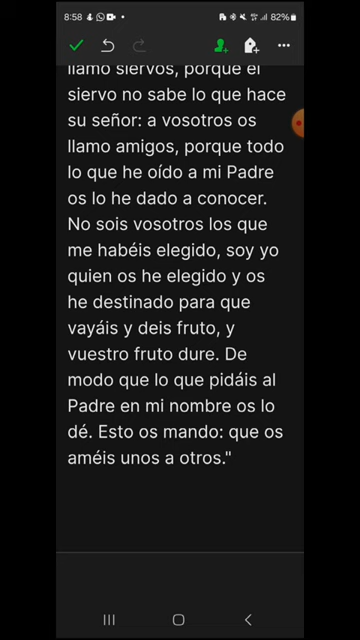 8:58
82%
llamo siervos, porque el
siervo no sabe lo que hace
su señor: a vosotros os
llamo amigos, porque todo
lo que he oído a mi Padre
os lo he dado a conocer.
No sois vosotros los que
me habéis elegido, soy yo
quien os he elegido y os
he destinado para que
vayáis y deis fruto, y
vuestro fruto dure. De
modo que lo que pidáis al
Padre en mi nombre os lo
dé. Esto os mando: que os
améis unos a otros."